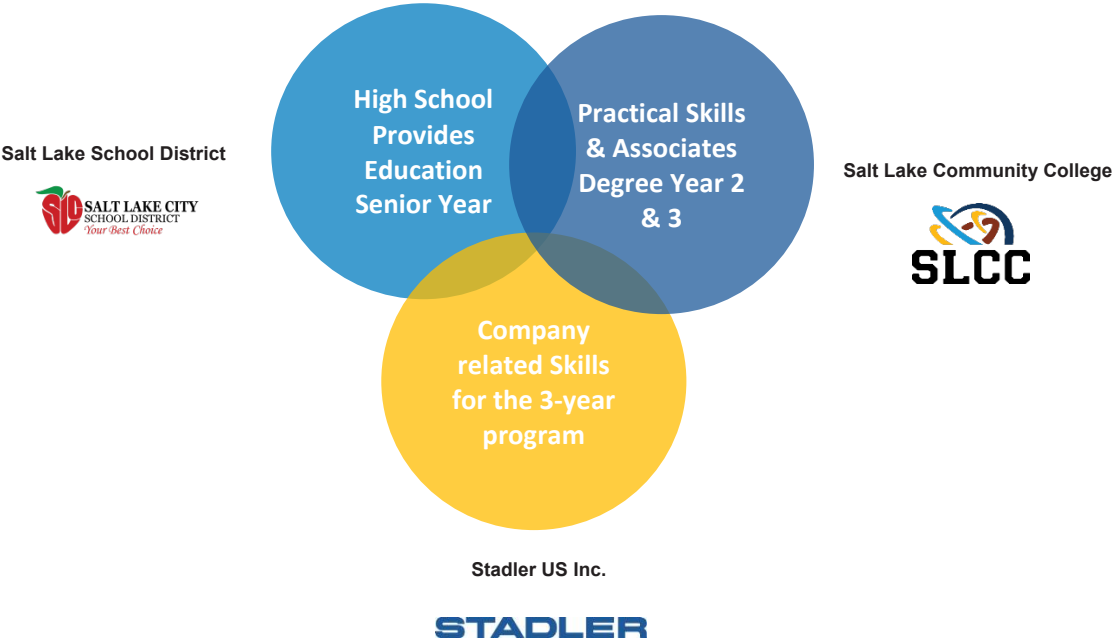 High School
Provides
Education
Senior Year
Practical Skills
& Associates
Degree Year 2
& 3
Salt Lake School District
SLC
SALT LAKE CITY
SCHOOL DISTRICT
Your Best Choice
Salt Lake Community College
SLCC
Company
related Skills
for the 3-year
program
Stadler US Inc.
STADLER